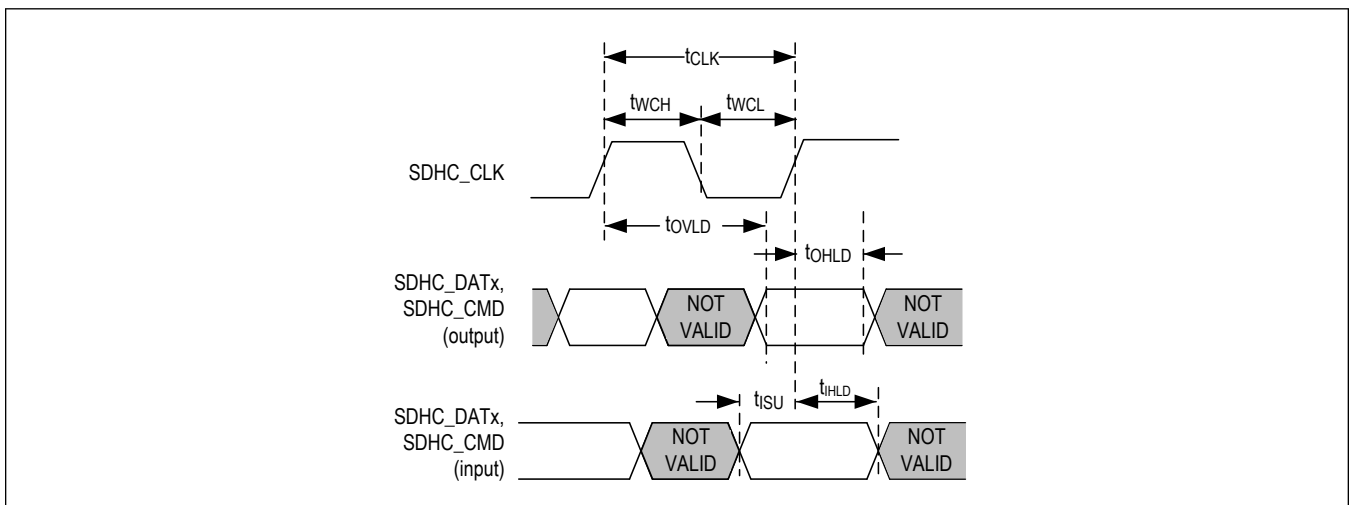 tCLK
tWCH tWCL
SDHC_CLK
tOVLD
tOHLD
SDHC_DATx,
SDHC_CMD
(output)
NOT
VALID
NOT
VALID
tISU
tIHLD
SDHC_DATx,
SDHC_CMD
(input)
NOT
VALID
NOT
VALID